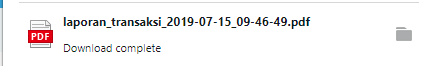 laporan_transaksi_2019-07-15_09-46-49.pdf
PDF
Download complete